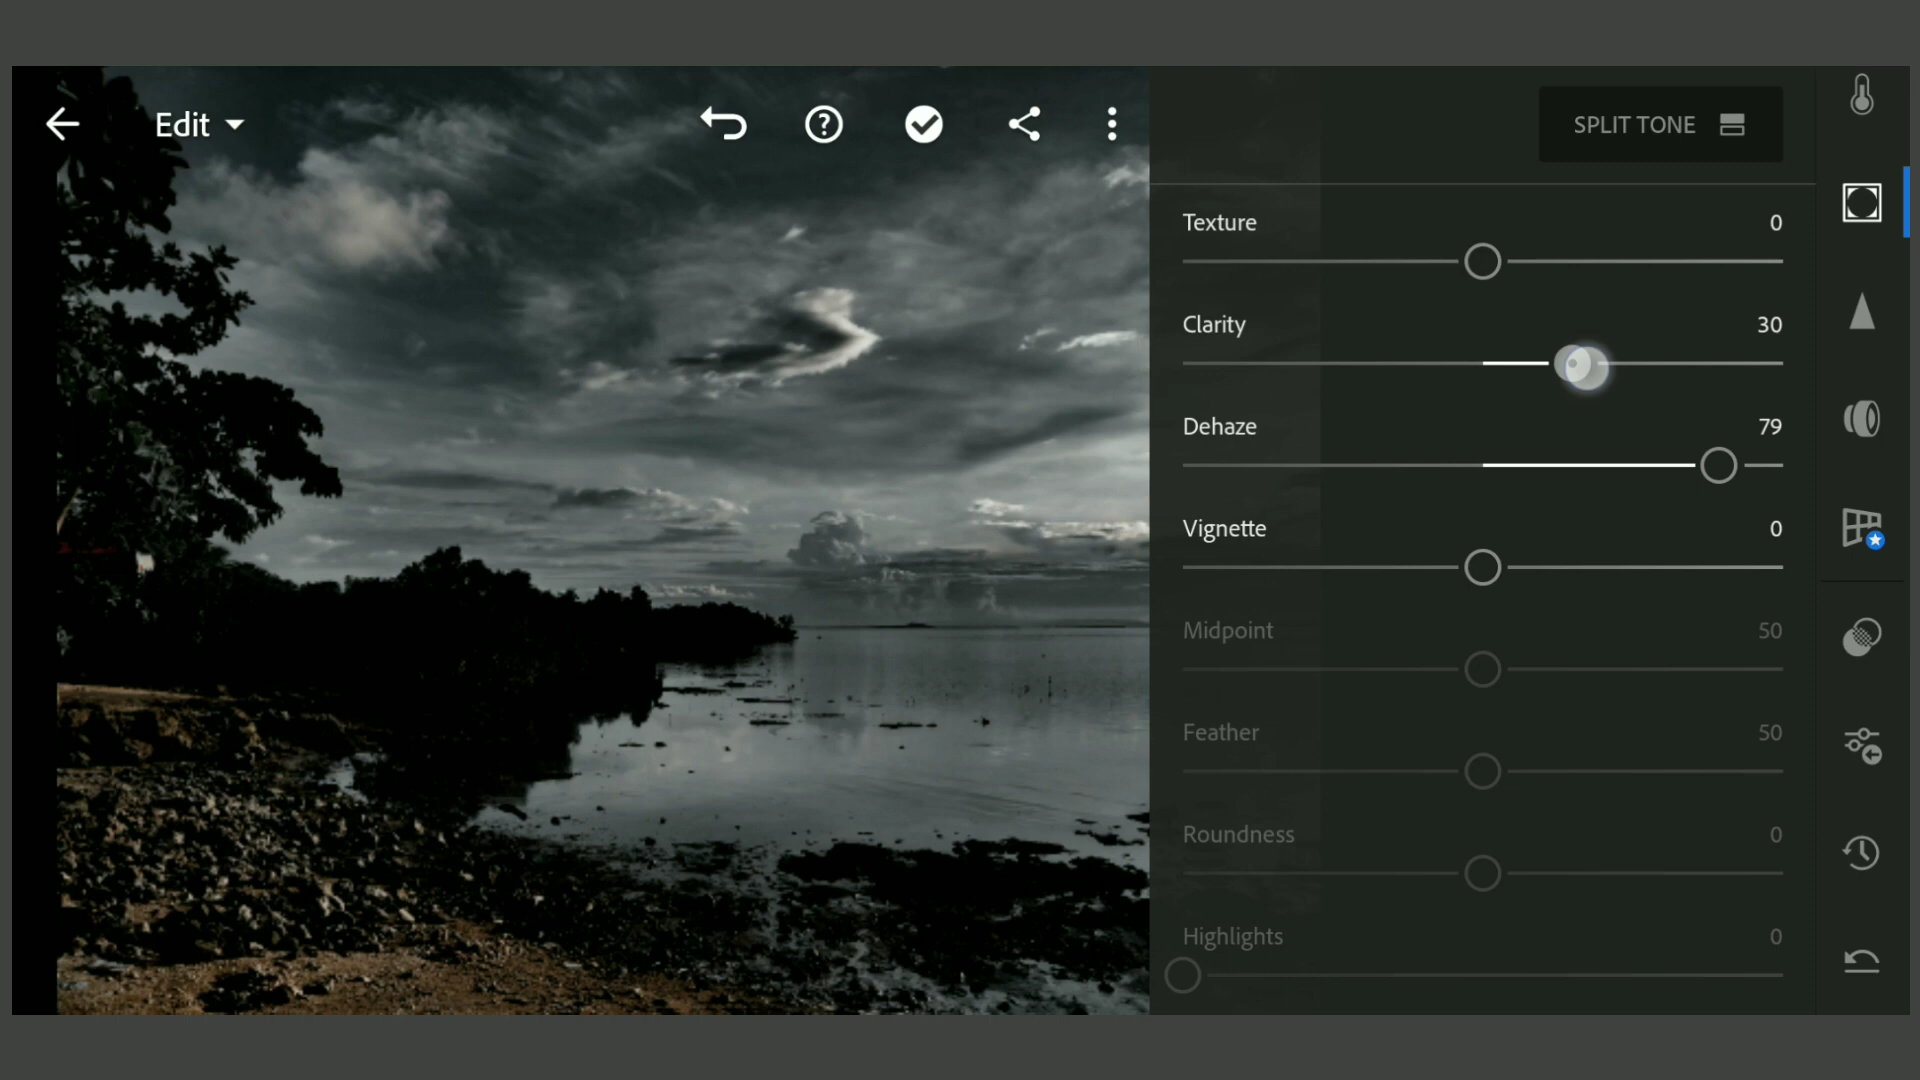 Edit
SPLIT TONE
Texture 0
Clarity 30
Dehaze 79
Vignette 0
Midpoint 50
Feather 50
Roundness 0
Highlights 0